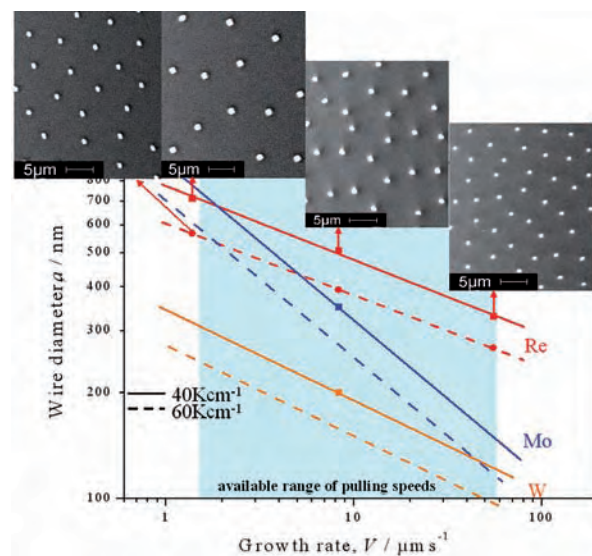 5µm
5µm
5µm
5µm
800
700
600
500
400
300
200
100
Wire diameter a / nm
Re
Mo
W
40Kcm⁻¹
60Kcm⁻¹
available range of pulling speeds
1
10
100
Growth rate, V / µm s⁻¹